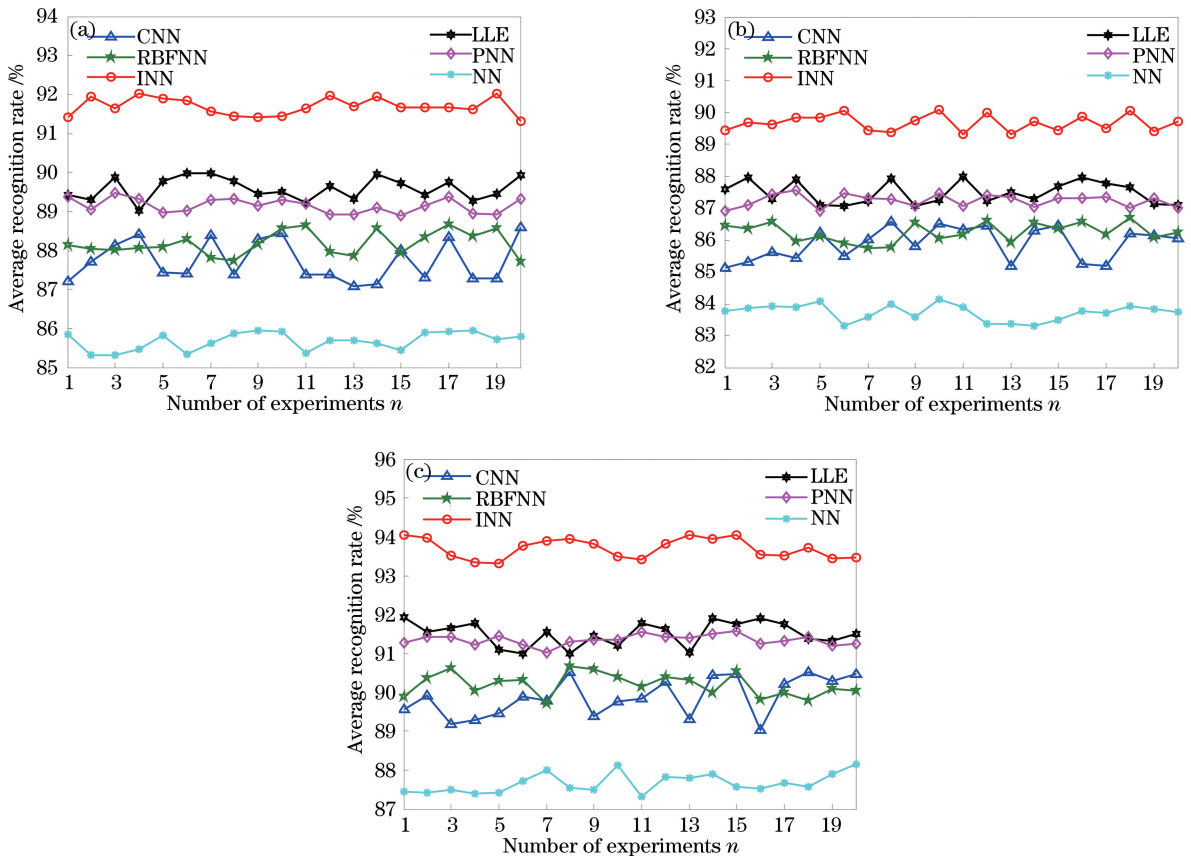 (a)
CNN
RBFNN
INN
LLE
PNN
NN
Average recognition rate /%
94
93
92
91
90
89
88
87
86
85
1 3 5 7 9 11 13 15 17 19
Number of experiments n
(b)
CNN
RBFNN
INN
LLE
PNN
NN
Average recognition rate /%
93
92
91
90
89
88
87
86
85
84
83
82
1 3 5 7 9 11 13 15 17 19
Number of experiments n
(c)
CNN
RBFNN
INN
LLE
PNN
NN
Average recognition rate /%
96
95
94
93
92
91
90
89
88
87
1 3 5 7 9 11 13 15 17 19
Number of experiments n